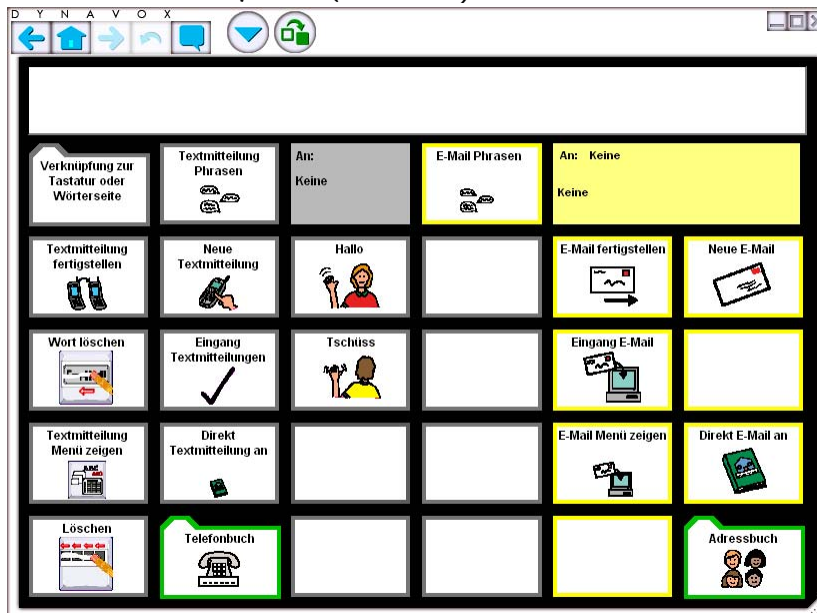 DYNAVOX
Verknüpfung zur
Tastatur oder
Wörterseite
Textmitteilung
Phrasen
An:
Keine
E-Mail Phrasen
An: Keine
Keine
Textmitteilung
fertigstellen
Neue
Textmitteilung
Hallo
E-Mail fertigstellen
Neue E-Mail
Wort löschen
Eingang
Textmitteilungen
Tschüss
Eingang E-Mail
Textmitteilung
Menü zeigen
Direkt
Textmitteilung an
E-Mail Menü zeigen
Direkt E-Mail an
Löschen
Telefonbuch
Adressbuch